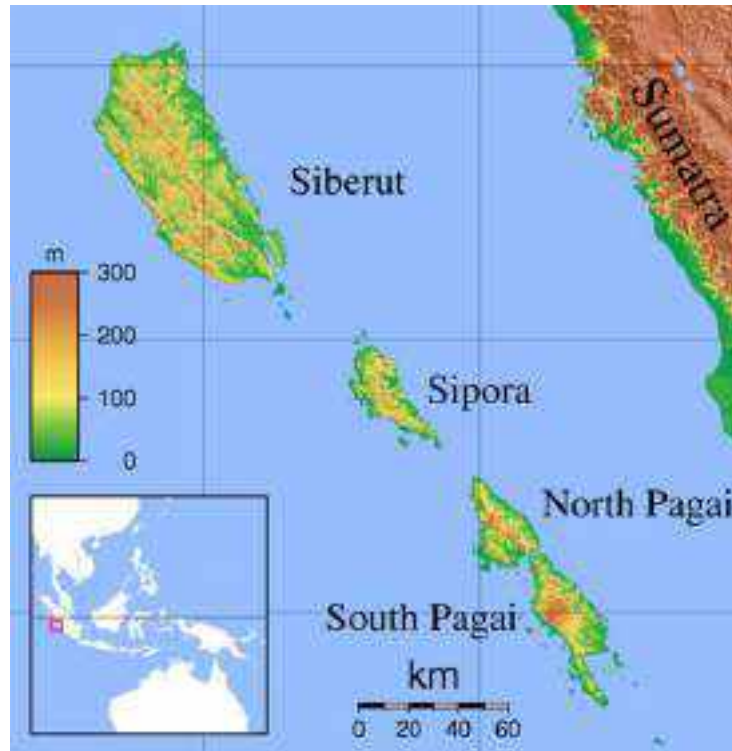 Sumatra
Siberut
m
300
200
100
0
Sipora
North Pagai
South Pagai
km
0 20 40 60